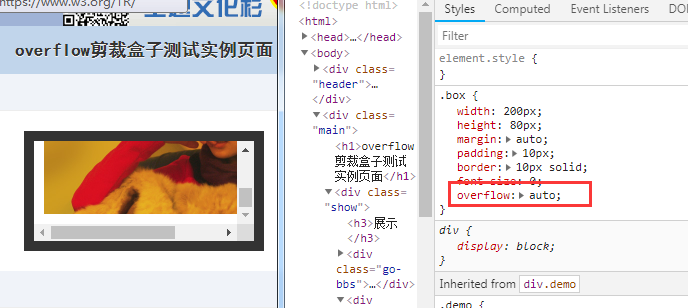 https://www.w3.org/TR/
overflow剪裁盒子测试实例页面
<!doctype html>
<html>
<head>…</head>
<body>
<div class=
"header">…
</div>
<div class=
"main">
<h1>overflow
剪裁盒子测试
实例页面</h1>
<div class=
"show">
<h3>展示
</h3>
<div
class="go-
bbs">…</div>
<div
Styles
Computed
Event Listeners
Filter
element.style {
}
.box {
width: 200px;
height: 80px;
margin: auto;
padding: 10px;
border: 10px solid;
font-size: 0;
overflow: auto;
}
div {
display: block;
}
Inherited from div.demo
.demo {